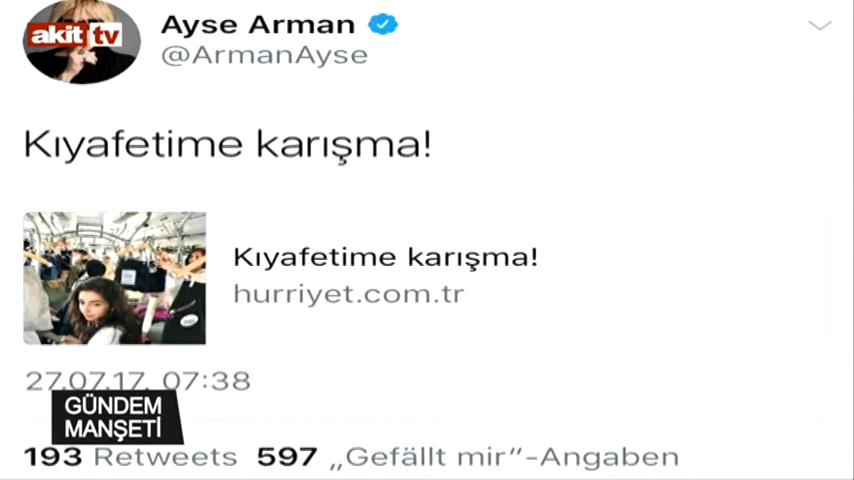 akit tv
Ayse Arman
@ArmanAyse
Kıyafetime karışma!
Kıyafetime karışma!
hurriyet.com.tr
27.07.17, 07:38
GÜNDEM
MANŞETİ
193 Retweets 597 „Gefällt mir“-Angaben